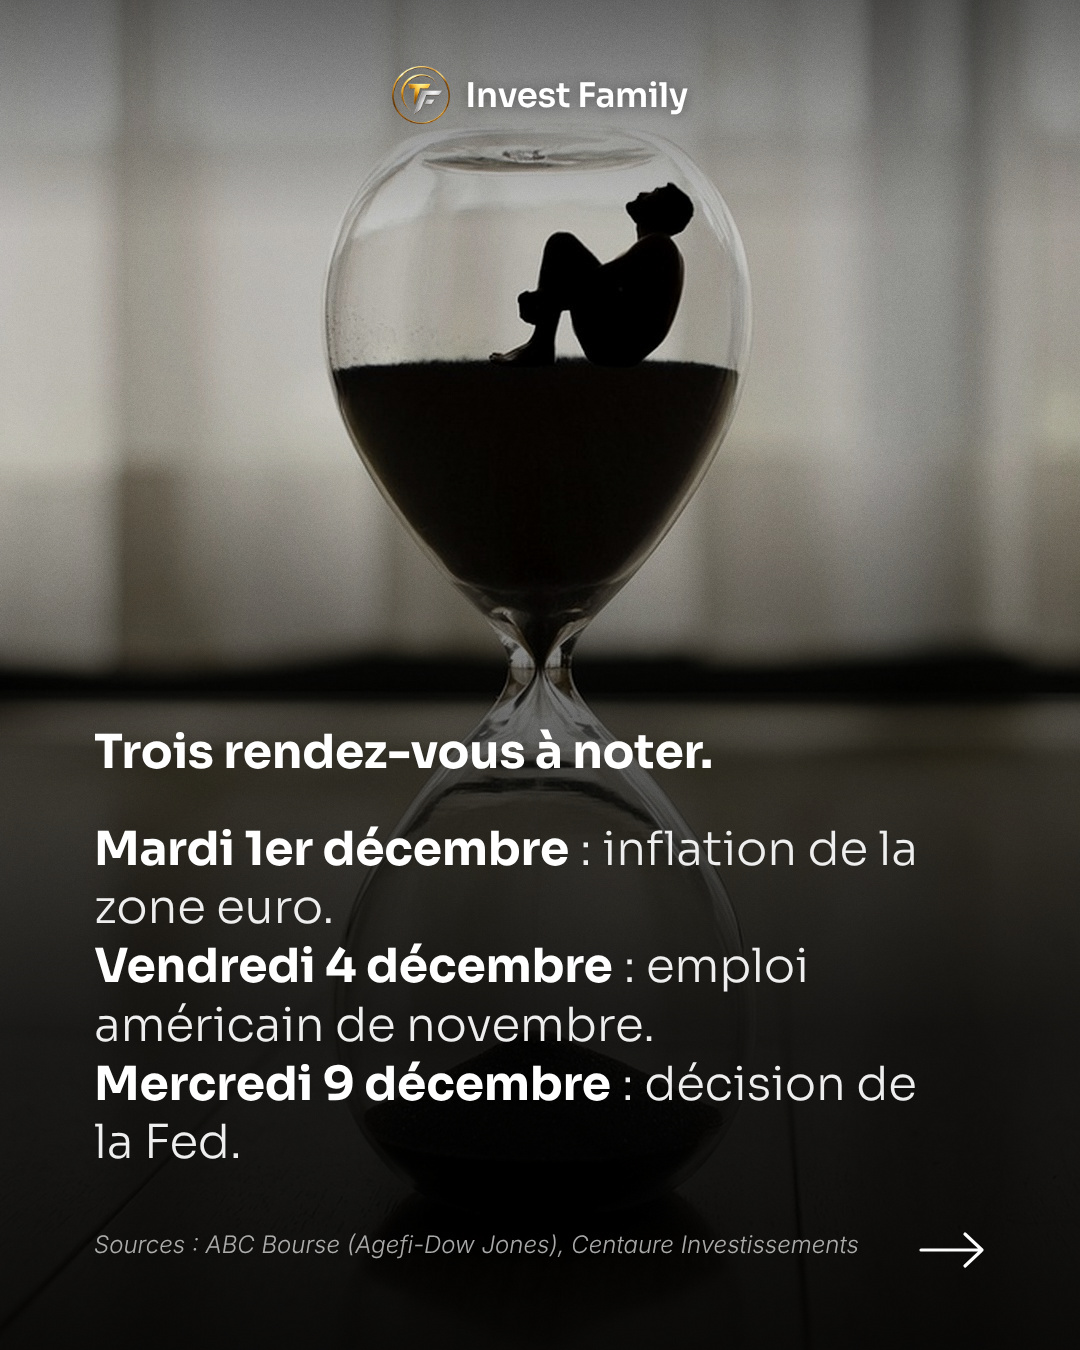 Invest Family
Trois rendez-vous à noter.
Mardi 1er décembre : inflation de la
zone euro.
Vendredi 4 décembre : emploi
américain de novembre.
Mercredi 9 décembre : décision de
la Fed.
Sources : ABC Bourse (Agefi-Dow Jones), Centaure Investissements